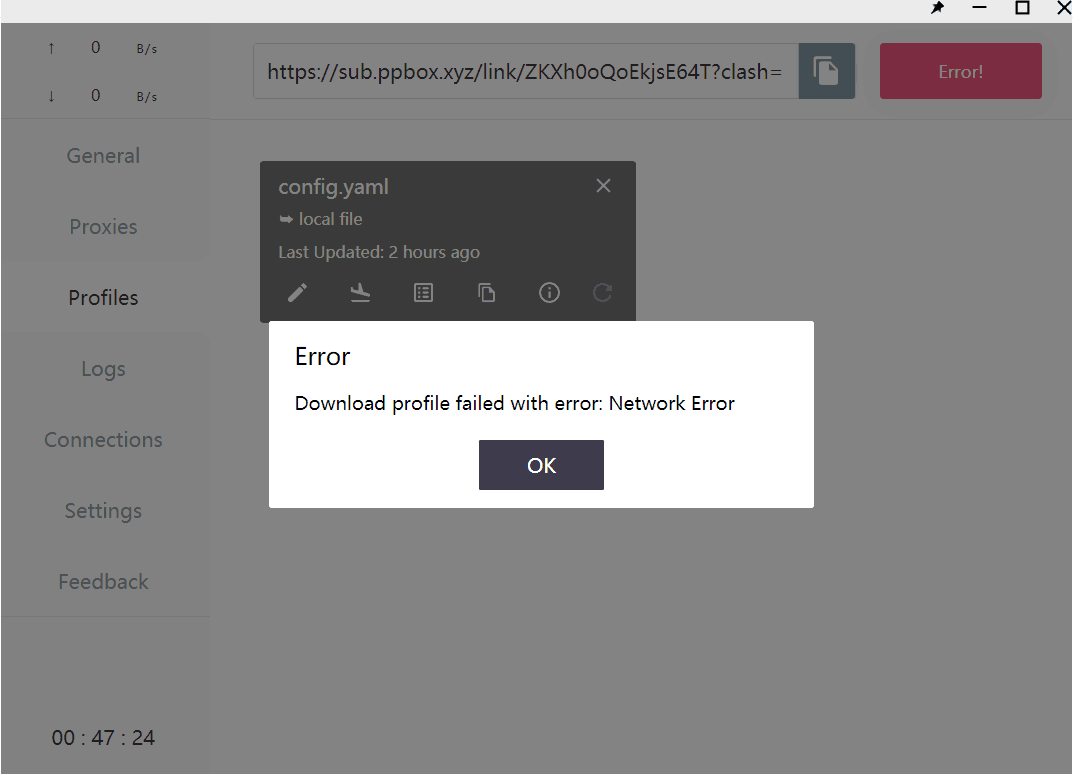 ↑ 0 B/s
https://sub.ppbox.xyz/link/ZKXh0oQoEkjsE64T?clash=
Error!
↓ 0 B/s
General
Proxies
Profiles
Logs
Connections
Settings
Feedback
00 : 47 : 24
config.yaml
local file
Last Updated: 2 hours ago
Error
Download profile failed with error: Network Error
OK